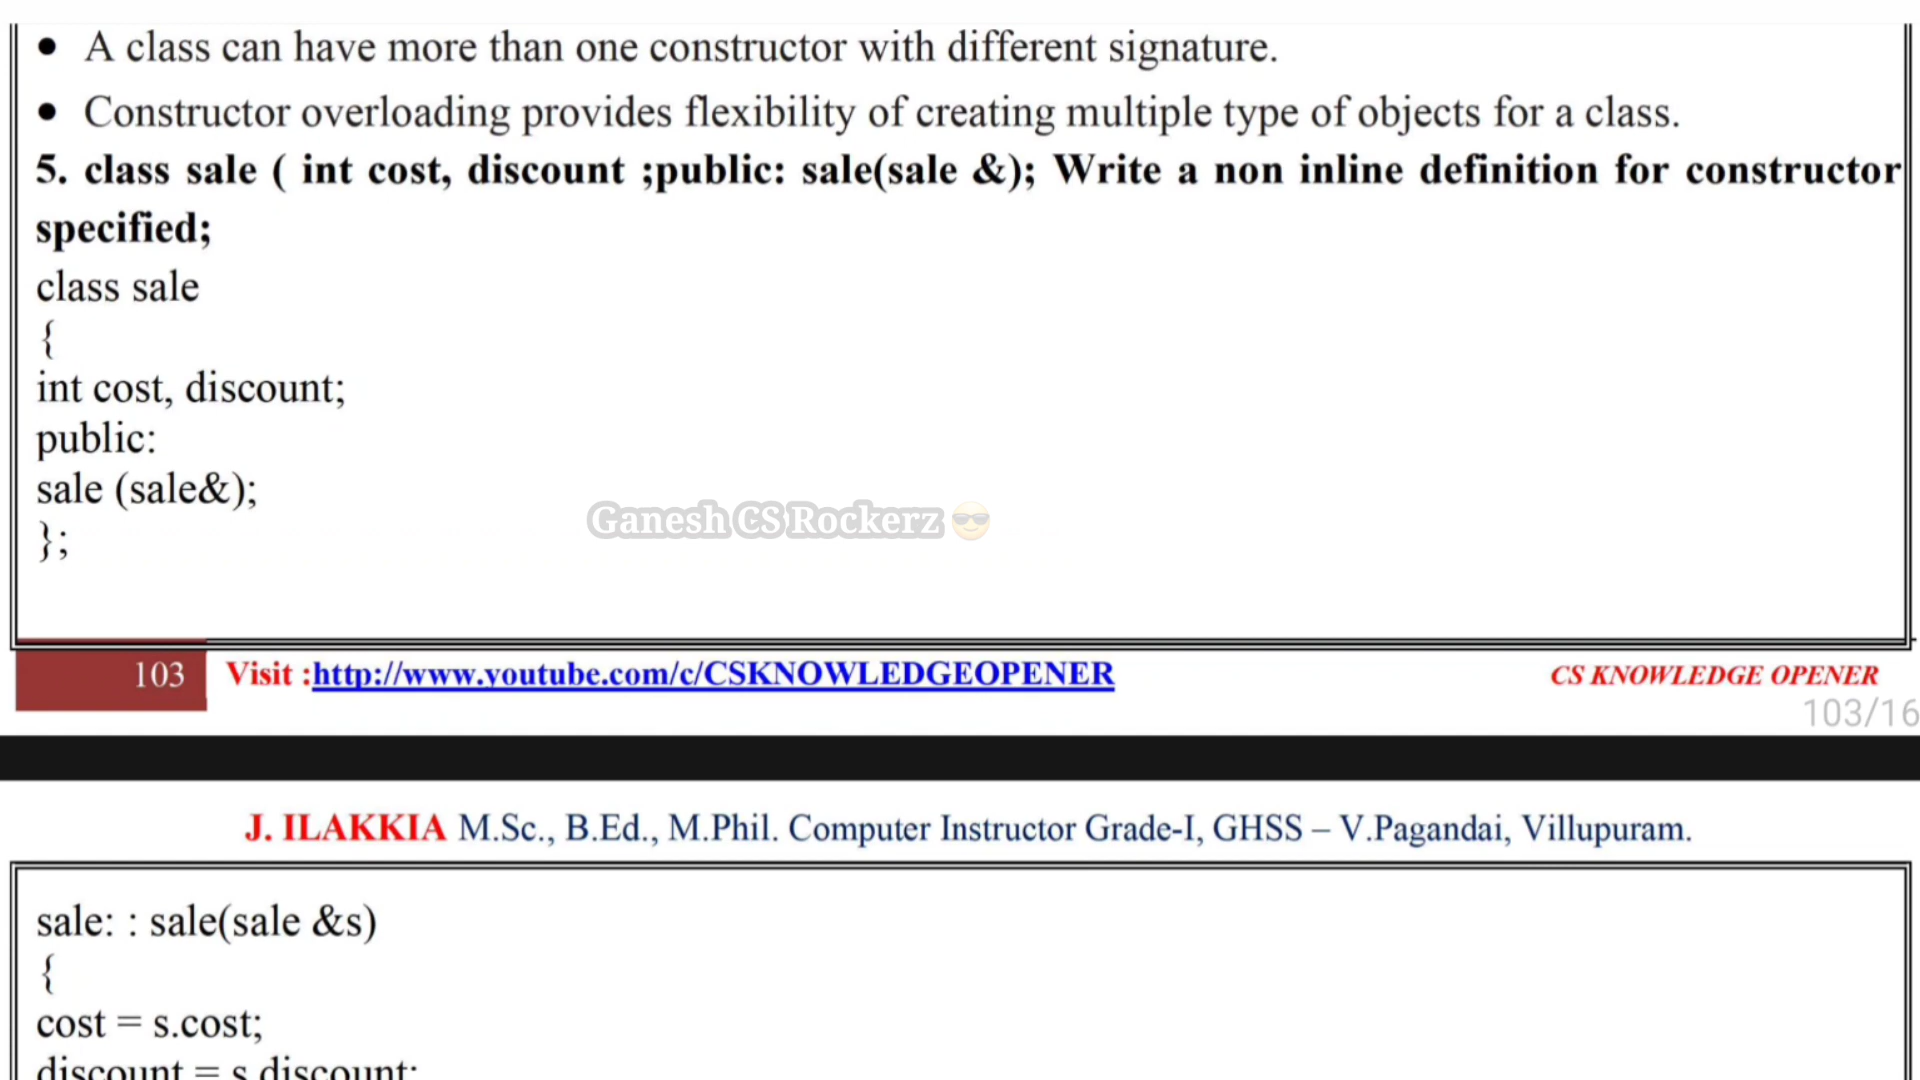 • A class can have more than one constructor with different signature.
• Constructor overloading provides flexibility of creating multiple type of objects for a class.
5. class sale ( int cost, discount ;public: sale(sale &); Write a non inline definition for constructor
specified;
class sale
{
int cost, discount;
public:
sale (sale&);
};
Ganesh CS Rockerz 😎
103 Visit :http://www.youtube.com/c/CSKNOWLEDGEOPENER CS KNOWLEDGE OPENER
103/16
J. ILAKKIA M.Sc., B.Ed., M.Phil. Computer Instructor Grade-I, GHSS – V.Pagandai, Villupuram.
sale: : sale(sale &s)
{
cost = s.cost;
discount = s.discount;